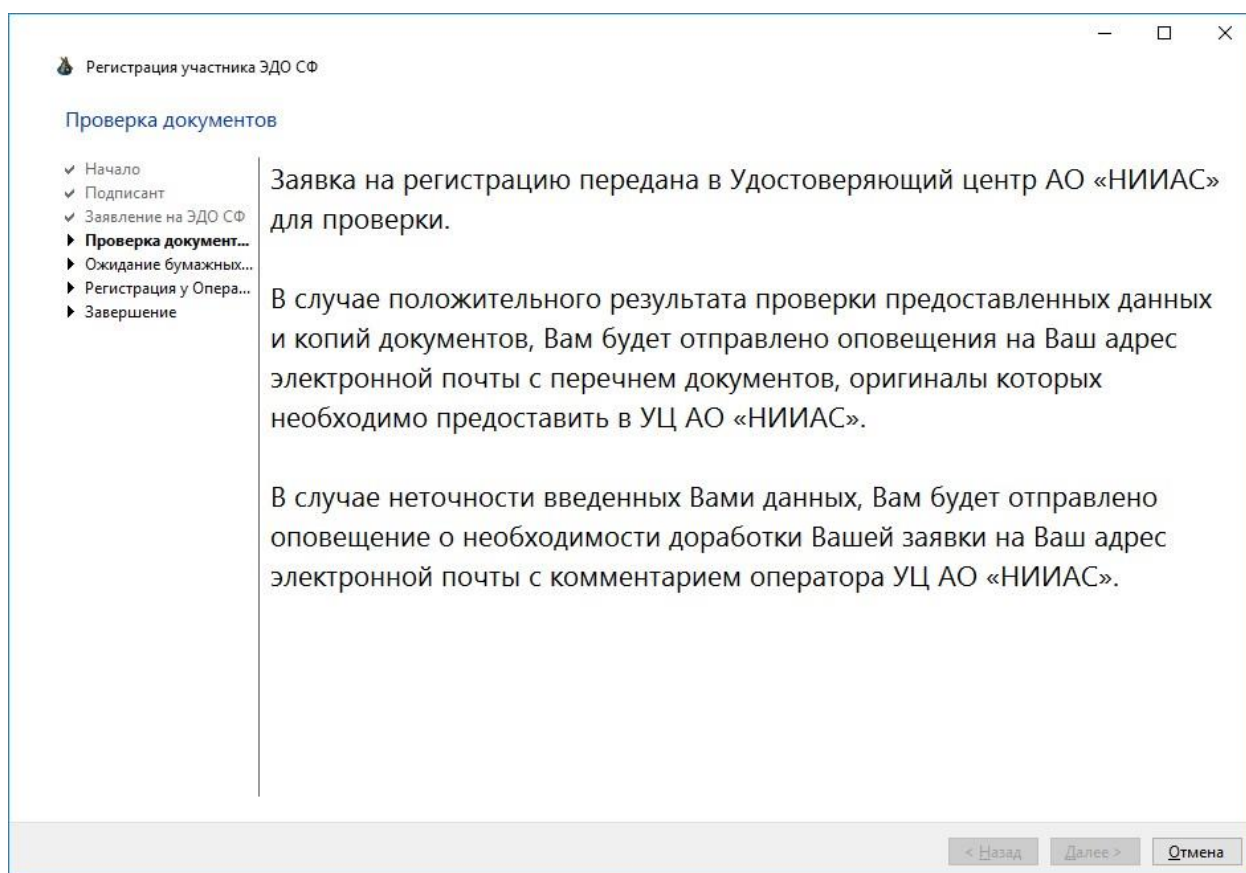 Регистрация участника ЭДО СФ
Проверка документов
Начало
Подписант
Заявление на ЭДО СФ
Проверка документ...
Ожидание бумажных...
Регистрация у Опера...
Завершение
Заявка на регистрацию передана в Удостоверяющий центр АО «НИИАС»
для проверки.
В случае положительного результата проверки предоставленных данных
и копий документов, Вам будет отправлено оповещения на Ваш адрес
электронной почты с перечнем документов, оригиналы которых
необходимо предоставить в УЦ АО «НИИАС».
В случае неточности введенных Вами данных, Вам будет отправлено
оповещение о необходимости доработки Вашей заявки на Ваш адрес
электронной почты с комментарием оператора УЦ АО «НИИАС».
< Назад Далее > Отмена